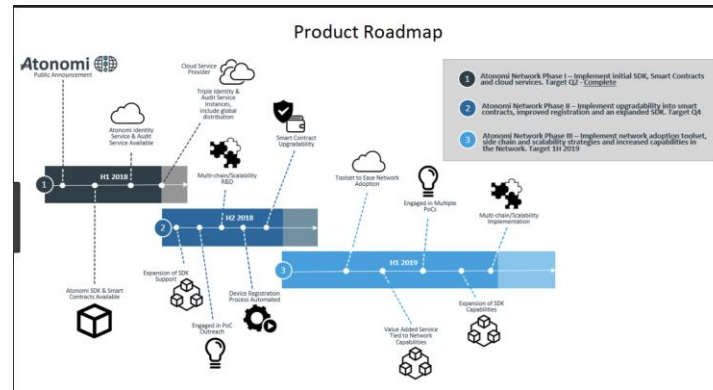 Product Roadmap
Atonomi
Public Announcement
Cloud Service
Provider
Triple Identity &
Audit Service
Instances,
include global
distribution
Atonomi Identity
Service & Audit
Service Available
Smart Contract
Upgradability
Multi-chain/Scalability
R&D
1 Atonomi Network Phase I – Implement initial SDK, Smart Contracts
and cloud services. Target Q2 - Complete
2 Atonomi Network Phase II – Implement upgradability into smart
contracts, improved registration and an expanded SDK. Target Q4
3 Atonomi Network Phase III – Implement network adoption toolset,
side chain and scalability strategies and increased capabilities in
the Network. Target 1H 2019
1 H1 2018
Toolset to Ease Network
Adoption
Engaged in Multiple
PoCs
Multi-chain/Scalability
Implementation
2 H2 2018
3 H1 2019
Atonomi SDK & Smart
Contracts Available
Expansion of SDK
Support
Engaged in PoC
Outreach
Device Registration
Process Automated
Value Added Service
Tied to Network
Capabilities
Expansion of SDK
Capabilities